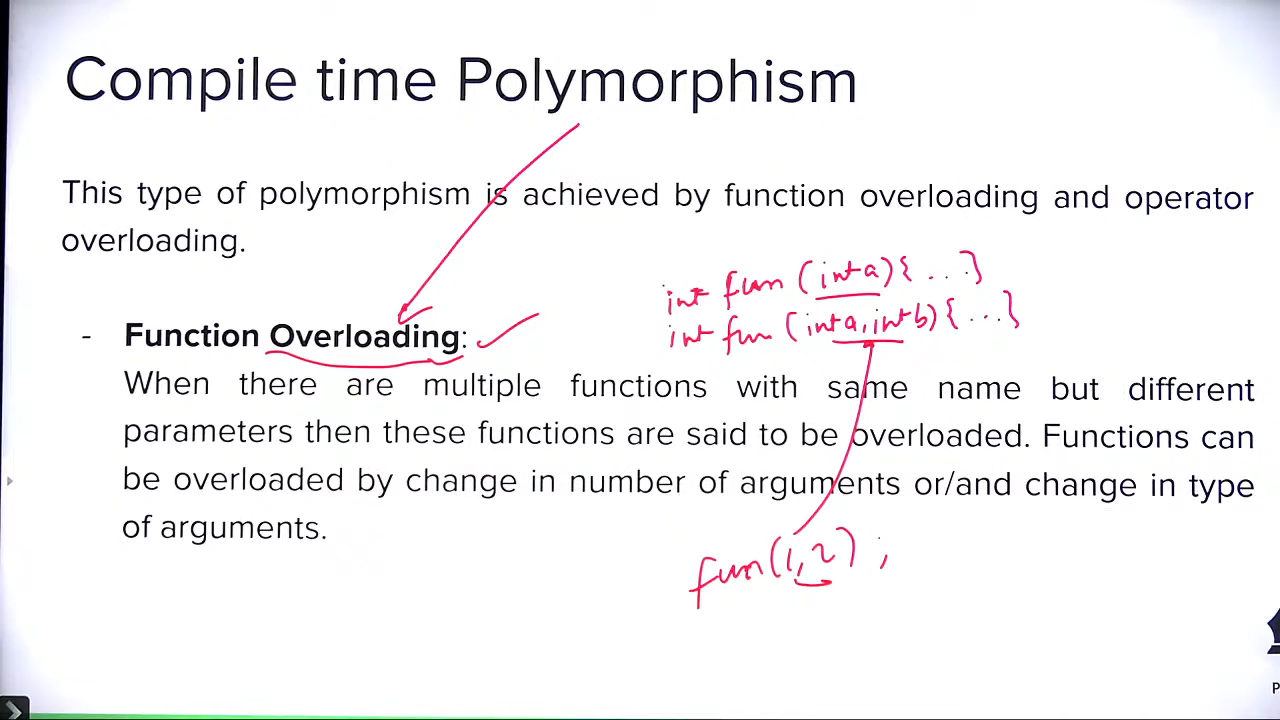 Compile time Polymorphism
This type of polymorphism is achieved by function overloading and operator
overloading.
int fun (int a) { ... }
int fun (int a, int b) { ... }
- Function Overloading:
When there are multiple functions with same name but different
parameters then these functions are said to be overloaded. Functions can
be overloaded by change in number of arguments or/and change in type
of arguments.
fun(1, 2) ;
P